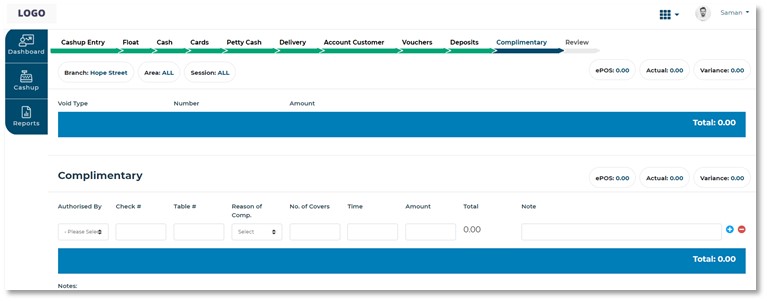 LOGO
Saman
Dashboard
Cashup
Reports
Cashup Entry Float Cash Cards Petty Cash Delivery Account Customer Vouchers Deposits Complimentary Review
Branch: Hope Street Area: ALL Session: ALL ePOS: 0.00 Actual: 0.00 Variance: 0.00
Void Type Number Amount
Total: 0.00
Complimentary ePOS: 0.00 Actual: 0.00 Variance: 0.00
Authorised By Check # Table # Reason of No. of Covers Time Amount Total Note
Comp.
- Please Selec Select 0.00
Total: 0.00
Notes: